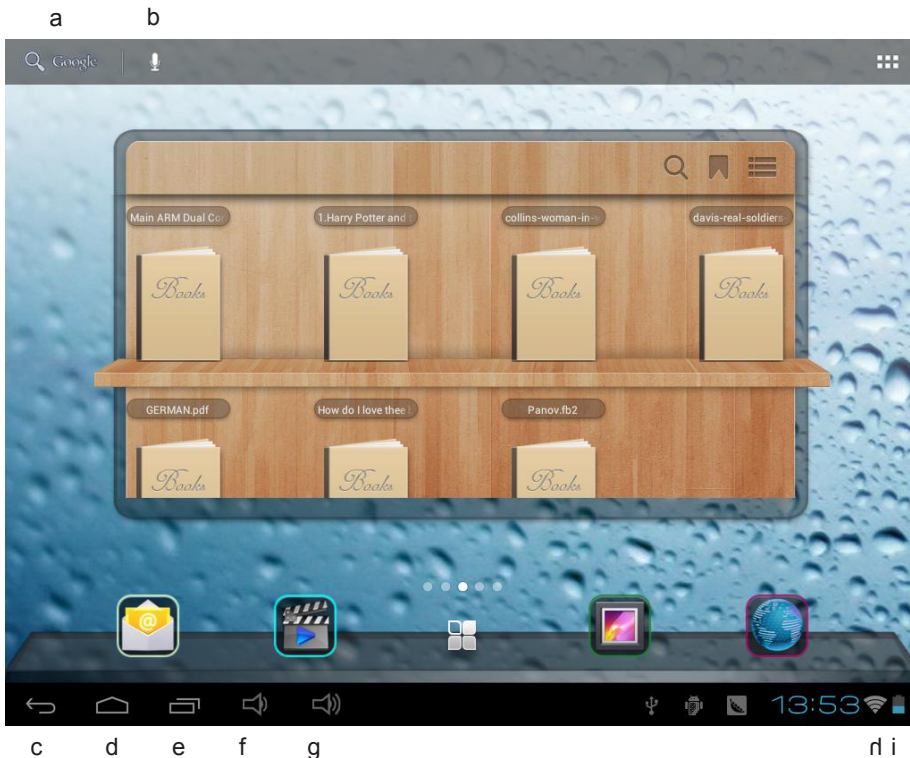 a b
Google
Main ARM Dual Co
1.Harry Potter and
collins-woman-in-
davis-real-soldiers
Books Books Books Books
GERMAN.pdf
How do I love thee
Panov.fb2
Books Books Books
13:53
c d e f g i